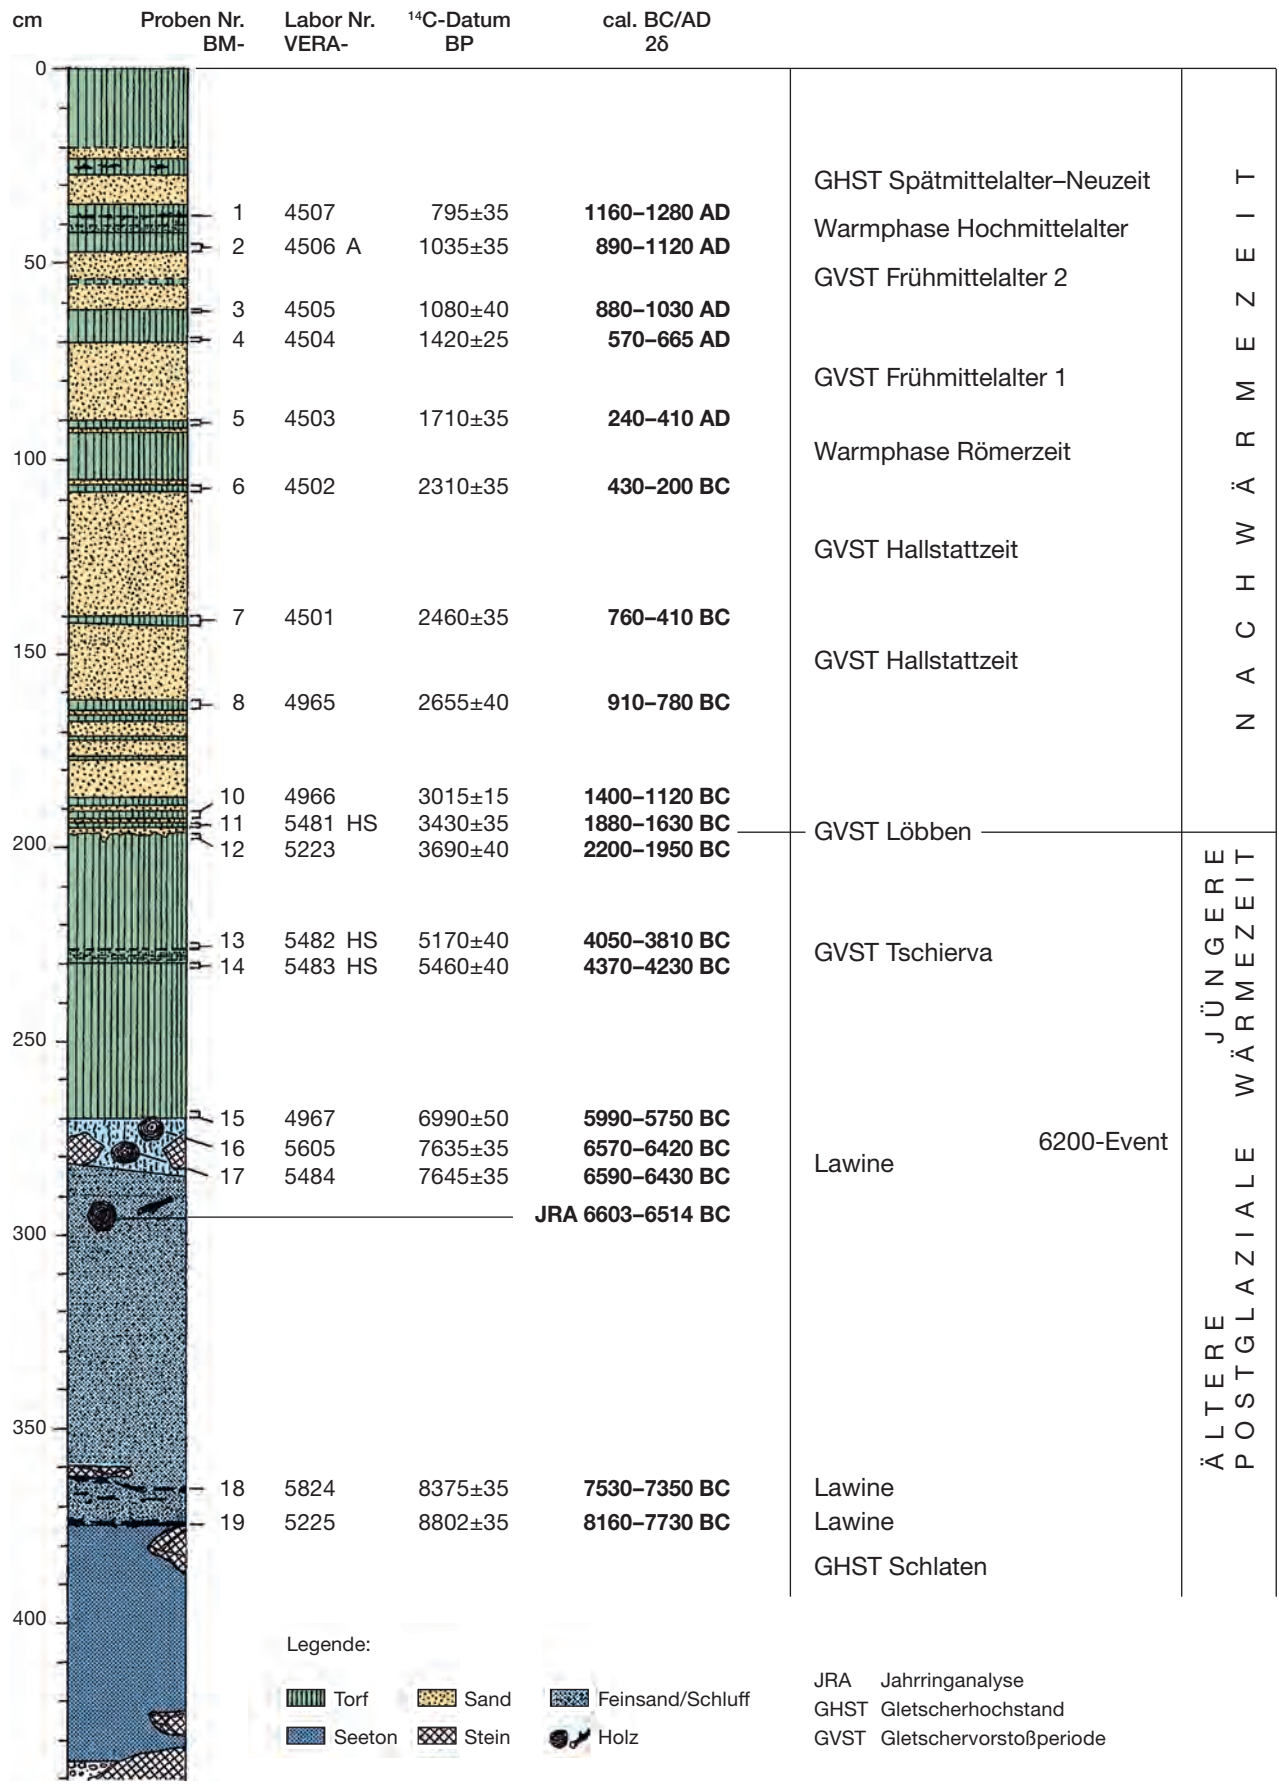 cm Proben Nr. Labor Nr. ¹⁴C-Datum cal. BC/AD
BM- VERA- BP 2δ
0
GHST Spätmittelalter–Neuzeit
1 4507 795±35 1160–1280 AD
Warmphase Hochmittelalter
2 4506 A 1035±35 890–1120 AD
50
GVST Frühmittelalter 2
3 4505 1080±40 880–1030 AD
4 4504 1420±25 570–665 AD
GVST Frühmittelalter 1
5 4503 1710±35 240–410 AD
100
Warmphase Römerzeit
6 4502 2310±35 430–200 BC
GVST Hallstattzeit
7 4501 2460±35 760–410 BC
150
GVST Hallstattzeit
8 4965 2655±40 910–780 BC
10 4966 3015±15 1400–1120 BC
11 5481 HS 3430±35 1880–1630 BC
GVST Löbben
200
12 5223 3690±40 2200–1950 BC
13 5482 HS 5170±40 4050–3810 BC
GVST Tschierva
14 5483 HS 5460±40 4370–4230 BC
250
15 4967 6990±50 5990–5750 BC
6200-Event
16 5605 7635±35 6570–6420 BC
Lawine
17 5484 7645±35 6590–6430 BC
JRA 6603–6514 BC
300
350
18 5824 8375±35 7530–7350 BC Lawine
19 5225 8802±35 8160–7730 BC Lawine
GHST Schlaten
400
NACHWÄRMEZEIT
JÜNGERE
ÄLTERE
POSTGLAZIALE WÄRMEZEIT
Legende:
Torf Sand Feinsand/Schluff
Seeton Stein Holz
JRA Jahrringanalyse
GHST Gletscherhochstand
GVST Gletschervorstoßperiode